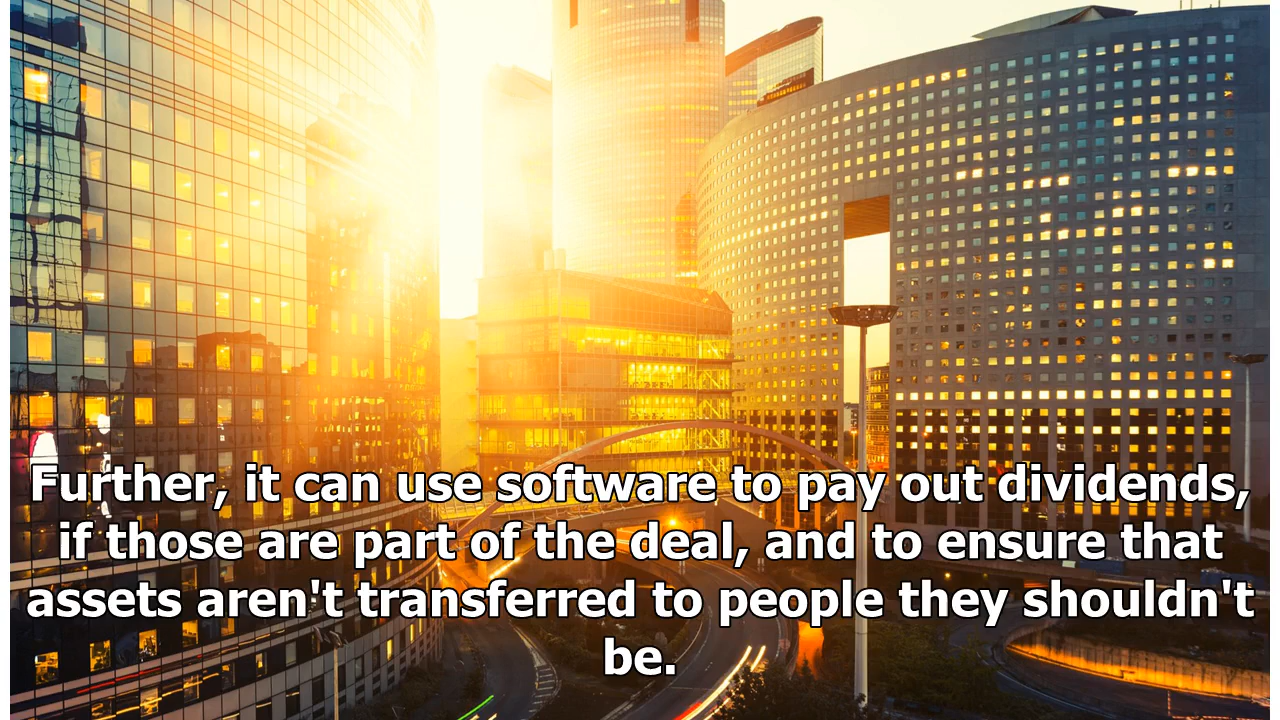 Further, it can use software to pay out dividends,
if those are part of the deal, and to ensure that
assets aren't transferred to people they shouldn't
be.